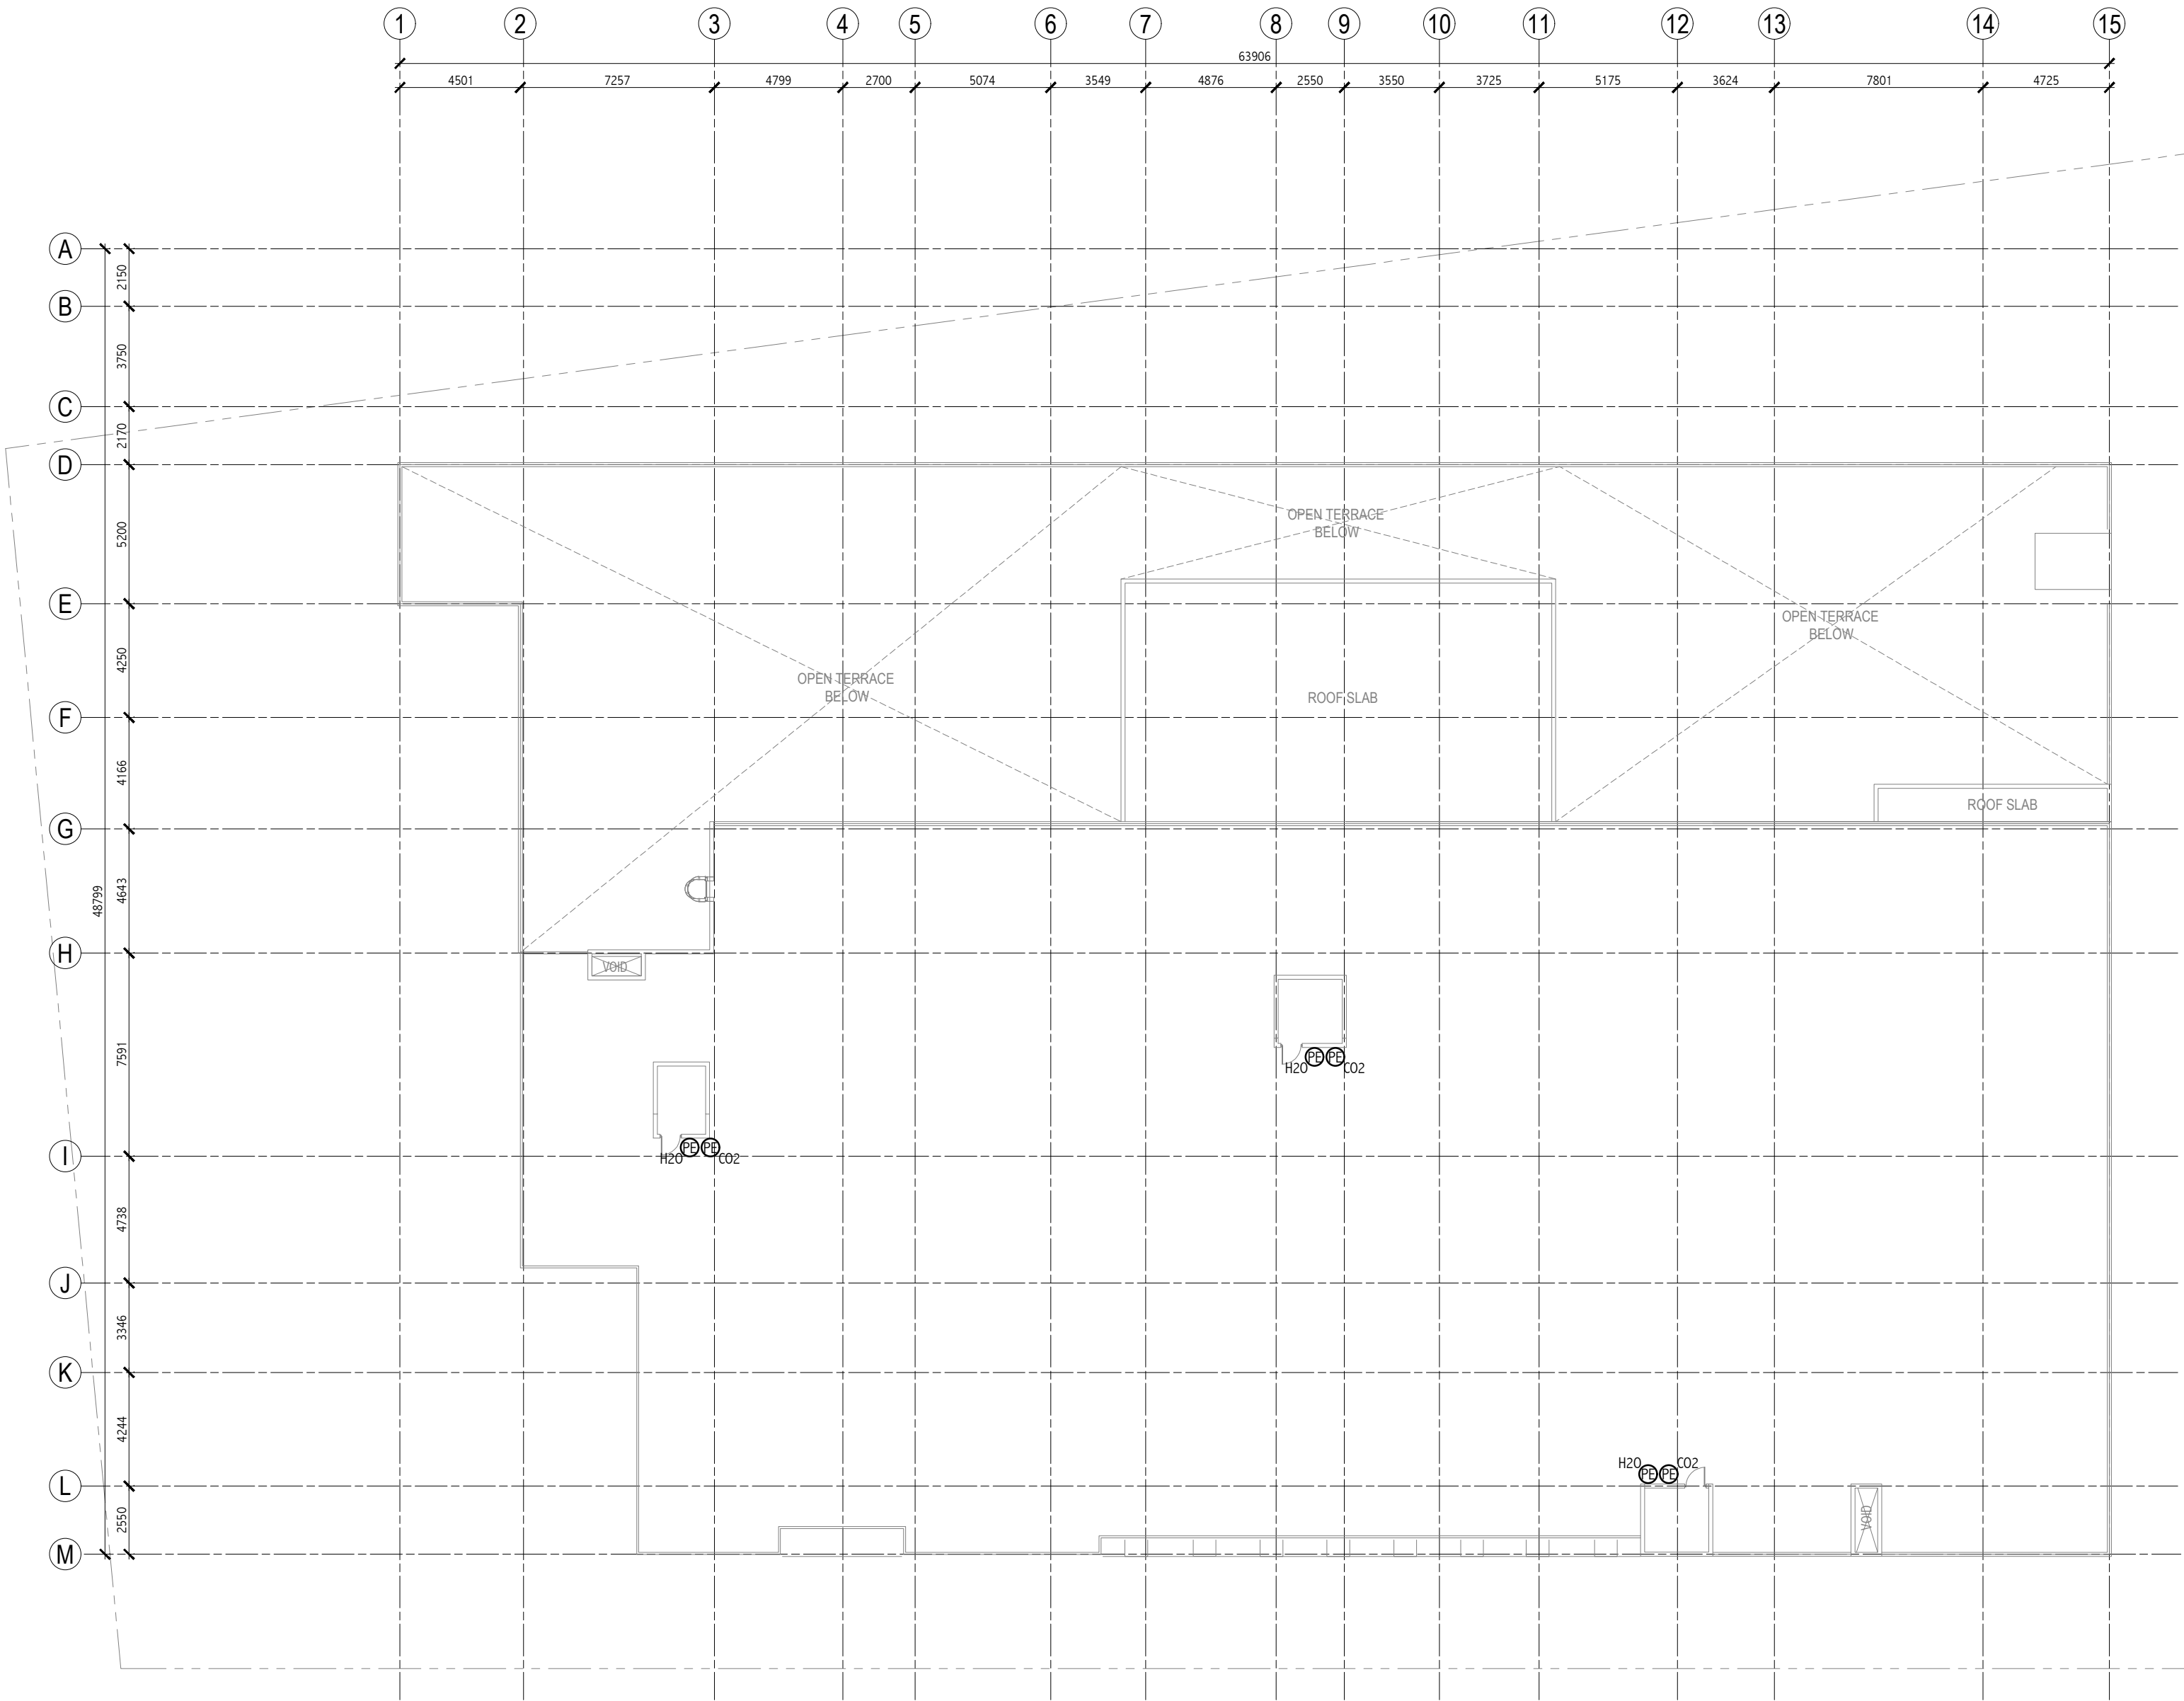 1 2 3 4 5 6 7 8 9 10 11 12 13 14 15
63906
4501 7257 4799 2700 5074 3549 4876 2550 3550 3725 5175 3624 7801 4725
A
2150
B
3750
C
2170
D
5200
OPEN TERRACE
BELOW
E
OPEN TERRACE
BELOW
4250
OPEN TERRACE
BELOW
ROOF SLAB
F
4166
ROOF SLAB
G
4643
48799
H
VOID
7591
H2O PE PE CO2
H2O PE PE CO2
I
4738
J
3346
K
4244
H2O PE PE CO2
L
2550
VOID
M